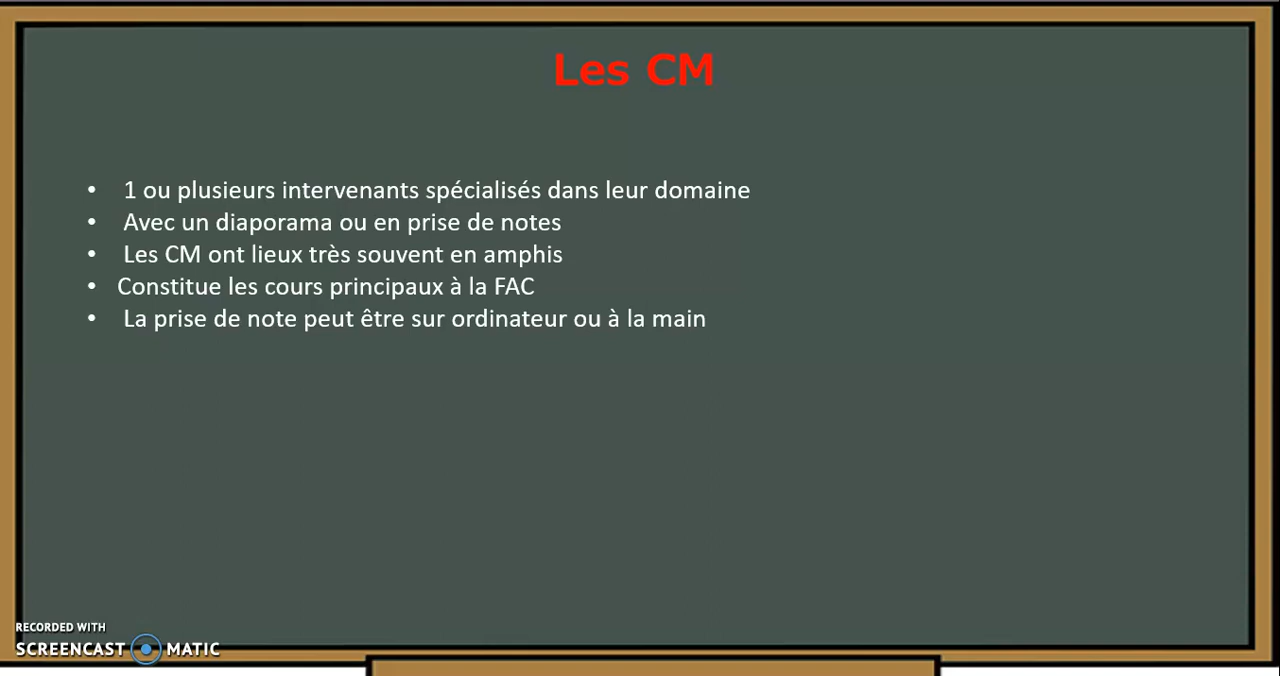 Les CM
• 1 ou plusieurs intervenants spécialisés dans leur domaine
• Avec un diaporama ou en prise de notes
• Les CM ont lieux très souvent en amphis
• Constitue les cours principaux à la FAC
• La prise de note peut être sur ordinateur ou à la main
RECORDED WITH
SCREENCAST MATIC